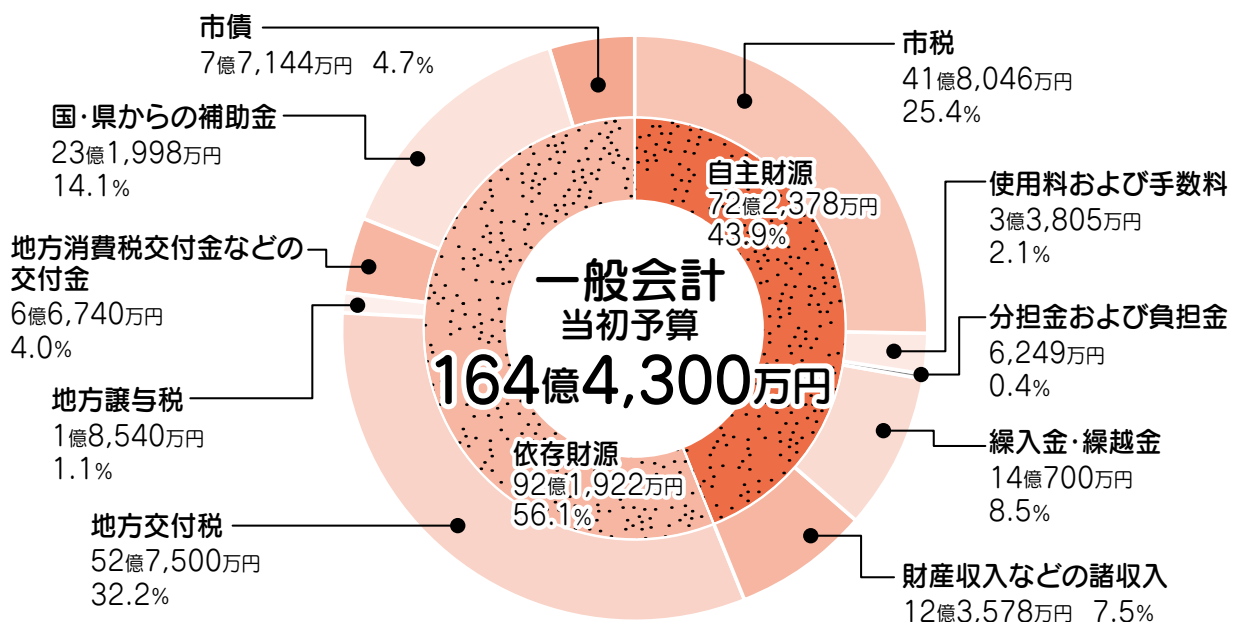 市債
7億7,144万円 4.7%
国・県からの補助金
23億1,998万円
14.1%
地方消費税交付金などの
交付金
6億6,740万円
4.0%
地方譲与税
1億8,540万円
1.1%
地方交付税
52億7,500万円
32.2%
市税
41億8,046万円
25.4%
使用料および手数料
3億3,805万円
2.1%
分担金および負担金
6,249万円
0.4%
繰入金・繰越金
14億700万円
8.5%
財産収入などの諸収入
12億3,578万円 7.5%
自主財源
72億2,378万円
43.9%
一般会計
当初予算
164億4,300万円
依存財源
92億1,922万円
56.1%